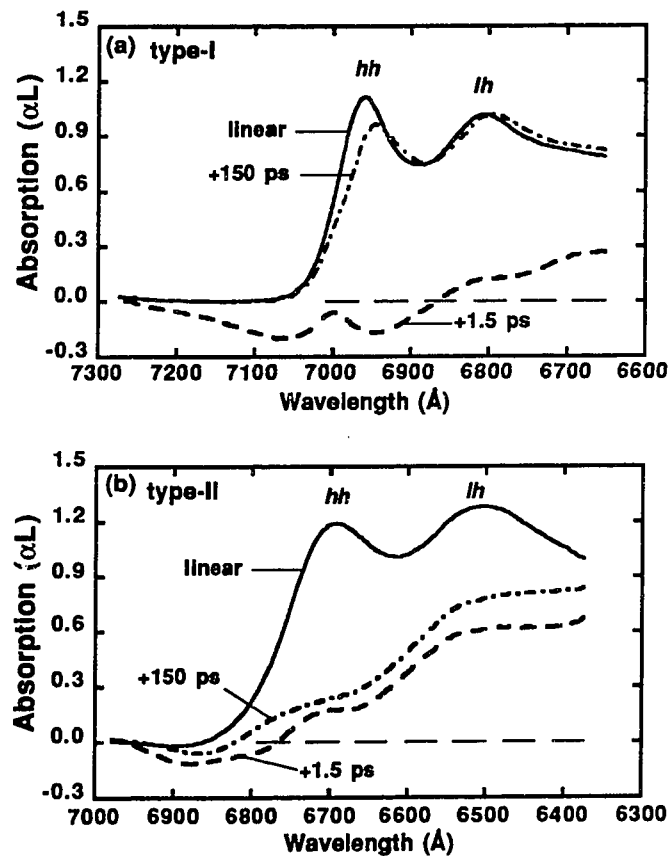 1.5
(a) type-I
hh
lh
1.2
linear
0.9
+150 ps
0.6
0.3
0.0
+1.5 ps
-0.3
Absorption (αL)
7300 7200 7100 7000 6900 6800 6700 6600
Wavelength (Å)
1.5
(b) type-II
hh
lh
1.2
linear
0.9
0.6
+150 ps
0.3
0.0
+1.5 ps
-0.3
Absorption (αL)
7000 6900 6800 6700 6600 6500 6400 6300
Wavelength (Å)